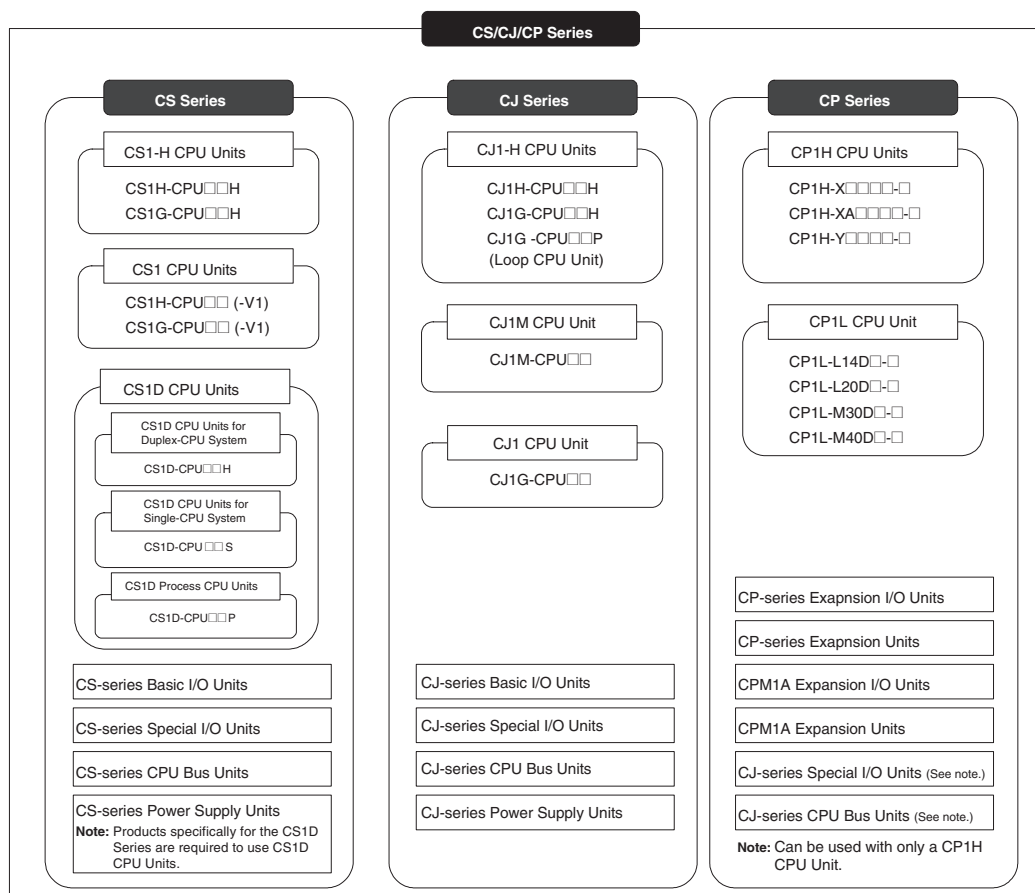 CS/CJ/CP Series
CS Series
CS1-H CPU Units
CS1H-CPU□□H
CS1G-CPU□□H
CS1 CPU Units
CS1H-CPU□□ (-V1)
CS1G-CPU□□ (-V1)
CS1D CPU Units
CS1D CPU Units for
Duplex-CPU System
CS1D-CPU□□H
CS1D CPU Units for
Single-CPU System
CS1D-CPU□□S
CS1D Process CPU Units
CS1D-CPU□□P
CS-series Basic I/O Units
CS-series Special I/O Units
CS-series CPU Bus Units
CS-series Power Supply Units
Note: Products specifically for the CS1D
Series are required to use CS1D
CPU Units.
CJ Series
CJ1-H CPU Units
CJ1H-CPU□□H
CJ1G-CPU□□H
CJ1G -CPU□□P
(Loop CPU Unit)
CJ1M CPU Unit
CJ1M-CPU□□
CJ1 CPU Unit
CJ1G-CPU□□
CJ-series Basic I/O Units
CJ-series Special I/O Units
CJ-series CPU Bus Units
CJ-series Power Supply Units
CP Series
CP1H CPU Units
CP1H-X□□□□-□
CP1H-XA□□□□-□
CP1H-Y□□□□-□
CP1L CPU Unit
CP1L-L14D□-□
CP1L-L20D□-□
CP1L-M30D□-□
CP1L-M40D□-□
CP-series Exapnsion I/O Units
CP-series Exapnsion Units
CPM1A Expansion I/O Units
CPM1A Expansion Units
CJ-series Special I/O Units (See note.)
CJ-series CPU Bus Units (See note.)
Note: Can be used with only a CP1H
CPU Unit.